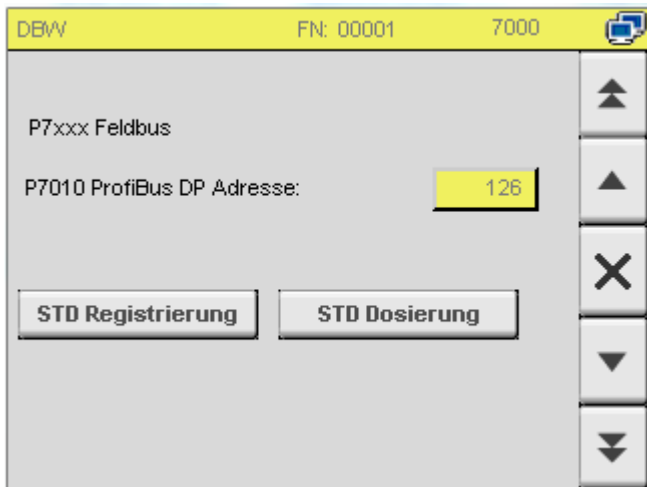 DBW FN: 00001 7000
P7xxx Feldbus
P7010 ProfiBus DP Adresse: 126
STD Registrierung STD Dosierung